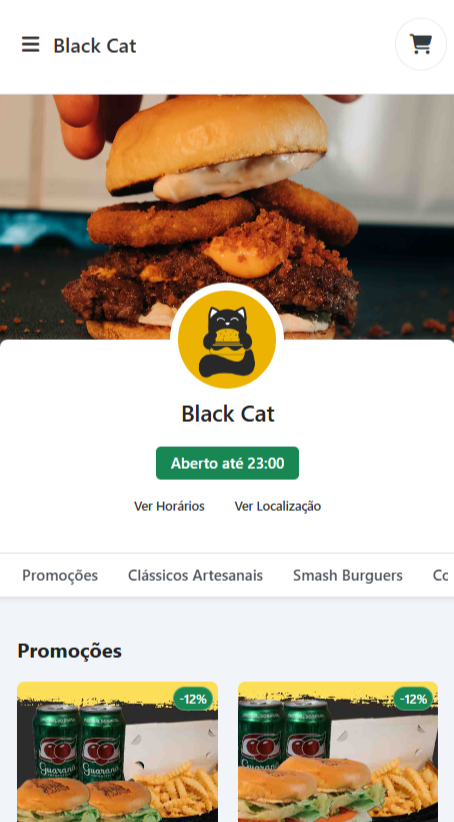 Black Cat
Black Cat
Aberto até 23:00
Ver Horários Ver Localização
Promoções Clássicos Artesanais Smash Burguers Co
Promoções
-12% -12%
Guaraná Guaraná Guaraná Guaraná